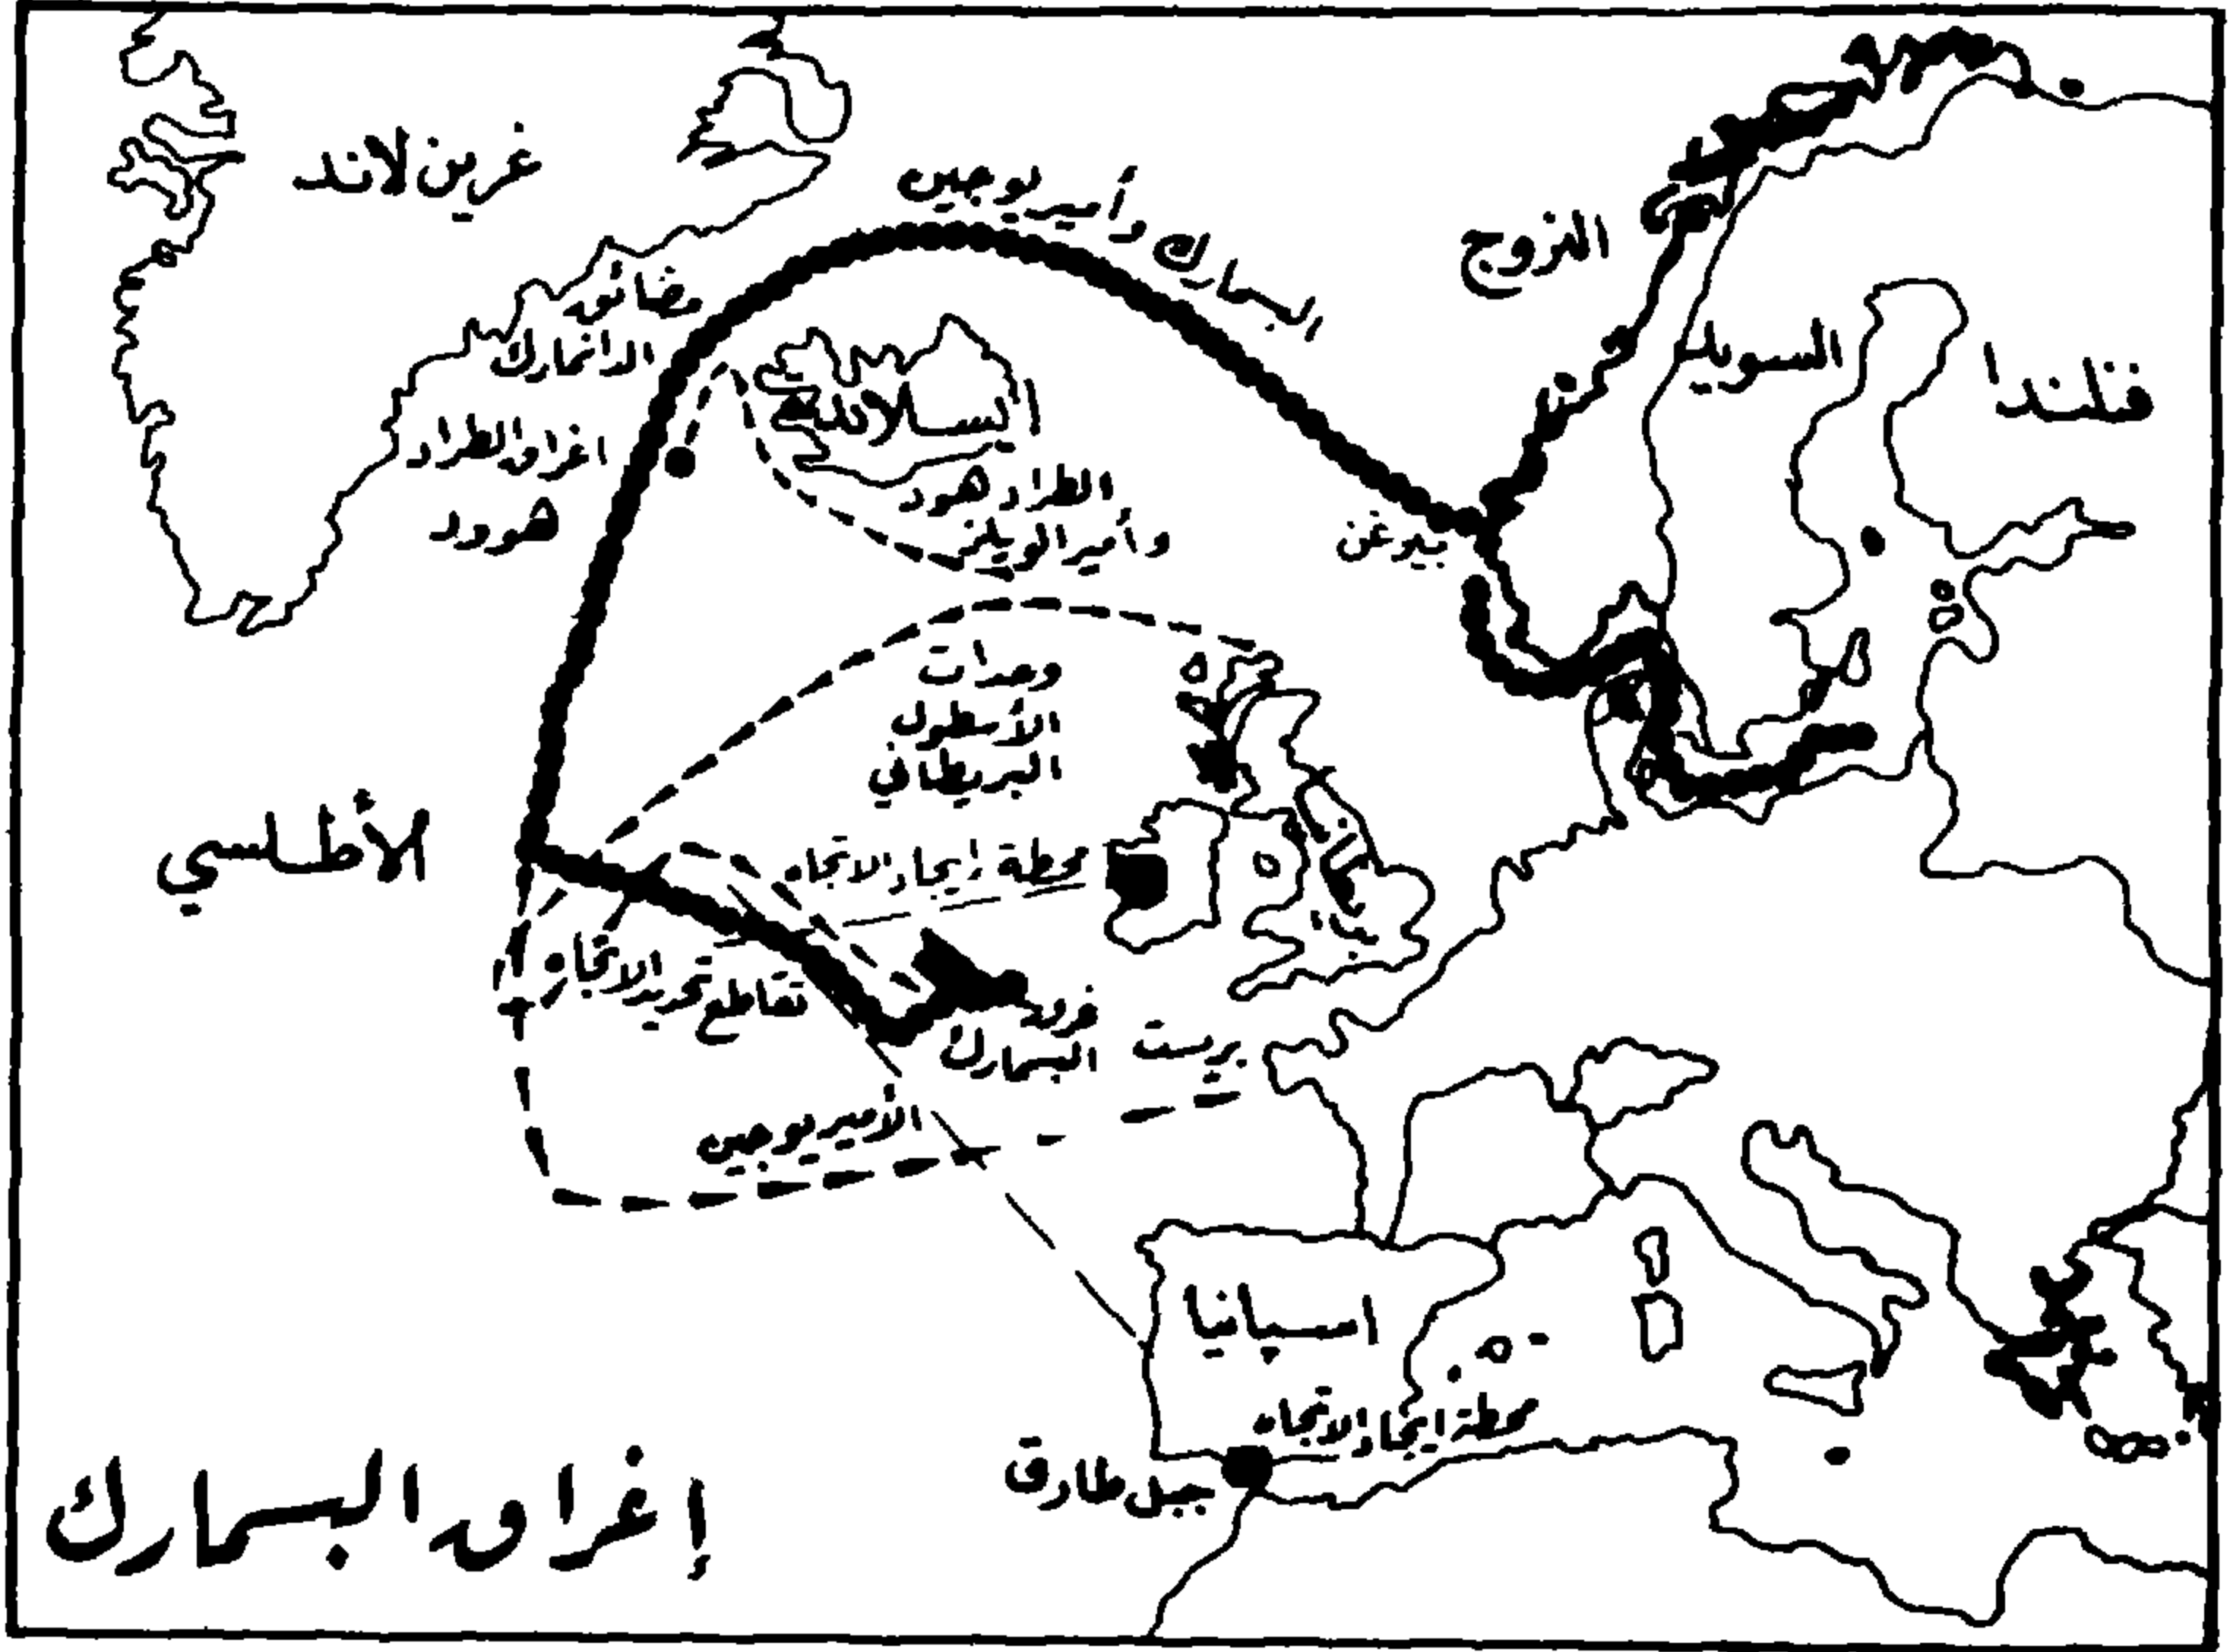 غرين لاند
البسمارك وأمير يوجين
النروج
مضائق
الدانمارك
السويد
فنلندا
ايسلاندة
اغراق الطراد
هوود
الطراد هود
وأمير الويلز
بيرغن
وحدات
الأسطول
البريطاني
الأطلسي
محطة ايجاد الاتجاه
بريطانيا
تقاطع تحديد الاتجاه
غرق
البسمارك
بريست
الأمير يوجين
اسبانيا
محطة ايجاد الاتجاه
جبل طارق
إغراق البسمارك